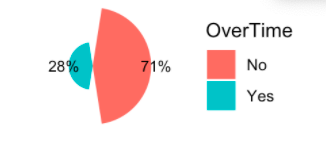 OverTime
28% 71% No
Yes